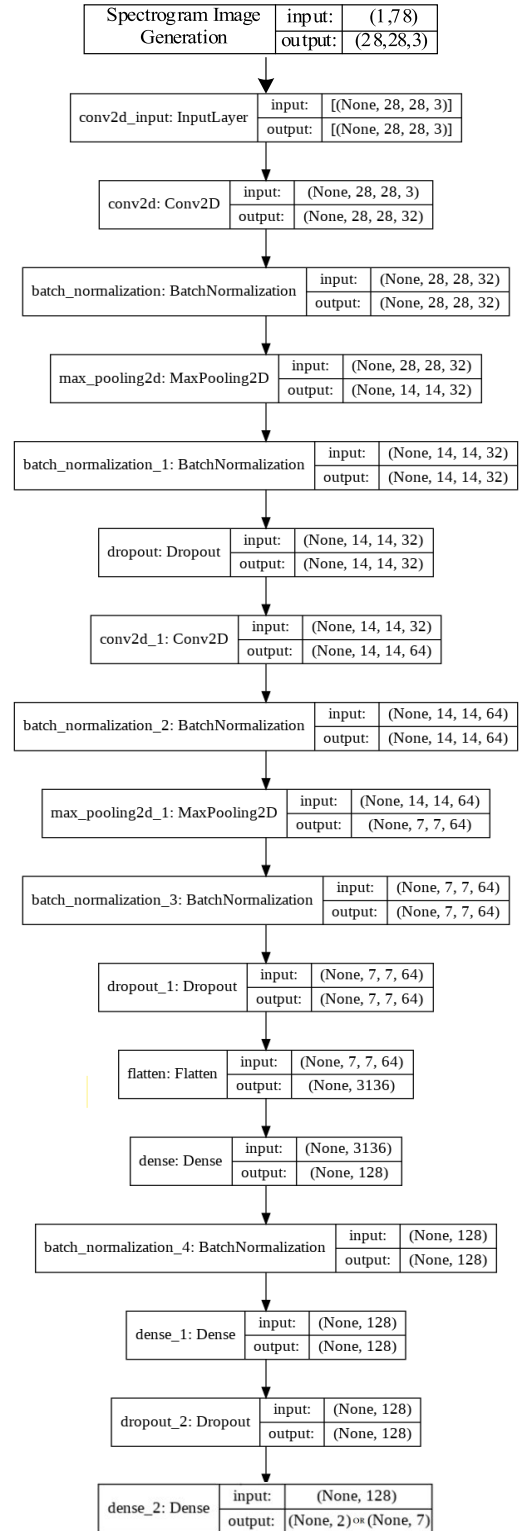 Spectrogram Image Generation input: (1,78)
output: (28,28,3)
conv2d_input: InputLayer input: [(None, 28, 28, 3)]
output: [(None, 28, 28, 3)]
conv2d: Conv2D input: (None, 28, 28, 3)
output: (None, 28, 28, 32)
batch_normalization: BatchNormalization input: (None, 28, 28, 32)
output: (None, 28, 28, 32)
max_pooling2d: MaxPooling2D input: (None, 28, 28, 32)
output: (None, 14, 14, 32)
batch_normalization_1: BatchNormalization input: (None, 14, 14, 32)
output: (None, 14, 14, 32)
dropout: Dropout input: (None, 14, 14, 32)
output: (None, 14, 14, 32)
conv2d_1: Conv2D input: (None, 14, 14, 32)
output: (None, 14, 14, 64)
batch_normalization_2: BatchNormalization input: (None, 14, 14, 64)
output: (None, 14, 14, 64)
max_pooling2d_1: MaxPooling2D input: (None, 14, 14, 64)
output: (None, 7, 7, 64)
batch_normalization_3: BatchNormalization input: (None, 7, 7, 64)
output: (None, 7, 7, 64)
dropout_1: Dropout input: (None, 7, 7, 64)
output: (None, 7, 7, 64)
flatten: Flatten input: (None, 7, 7, 64)
output: (None, 3136)
dense: Dense input: (None, 3136)
output: (None, 128)
batch_normalization_4: BatchNormalization input: (None, 128)
output: (None, 128)
dense_1: Dense input: (None, 128)
output: (None, 128)
dropout_2: Dropout input: (None, 128)
output: (None, 128)
dense_2: Dense input: (None, 128)
output: (None, 2) OR (None, 7)